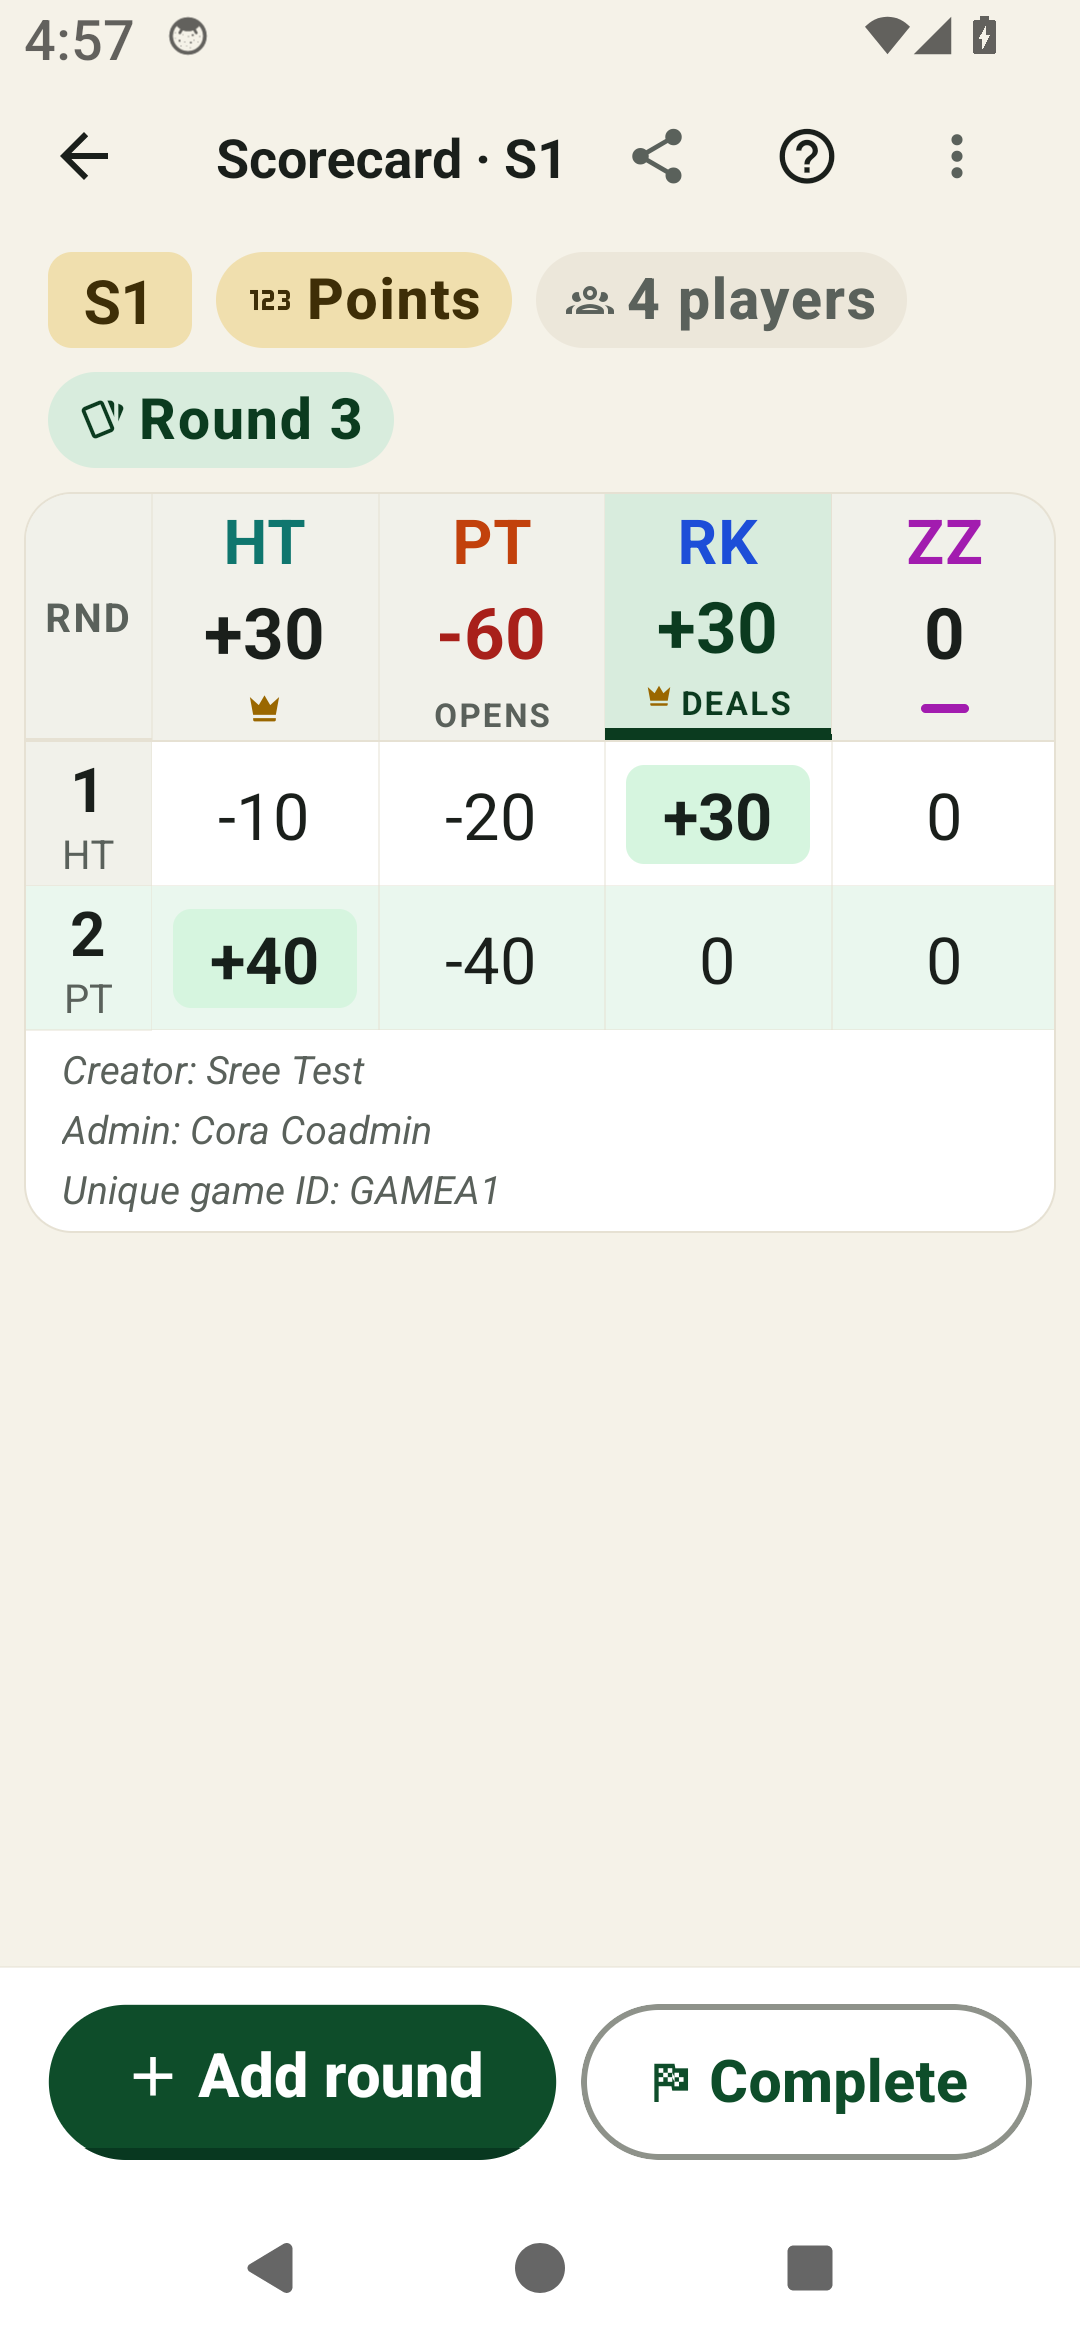 4:57
Scorecard · S1
S1 123 Points 4 players
Round 3
RND HT PT RK ZZ
+30 -60 +30 0
OPENS DEALS
1 -10 -20 +30 0
HT
2 +40 -40 0 0
PT
Creator: Sree Test
Admin: Cora Coadmin
Unique game ID: GAMEA1
+ Add round Complete